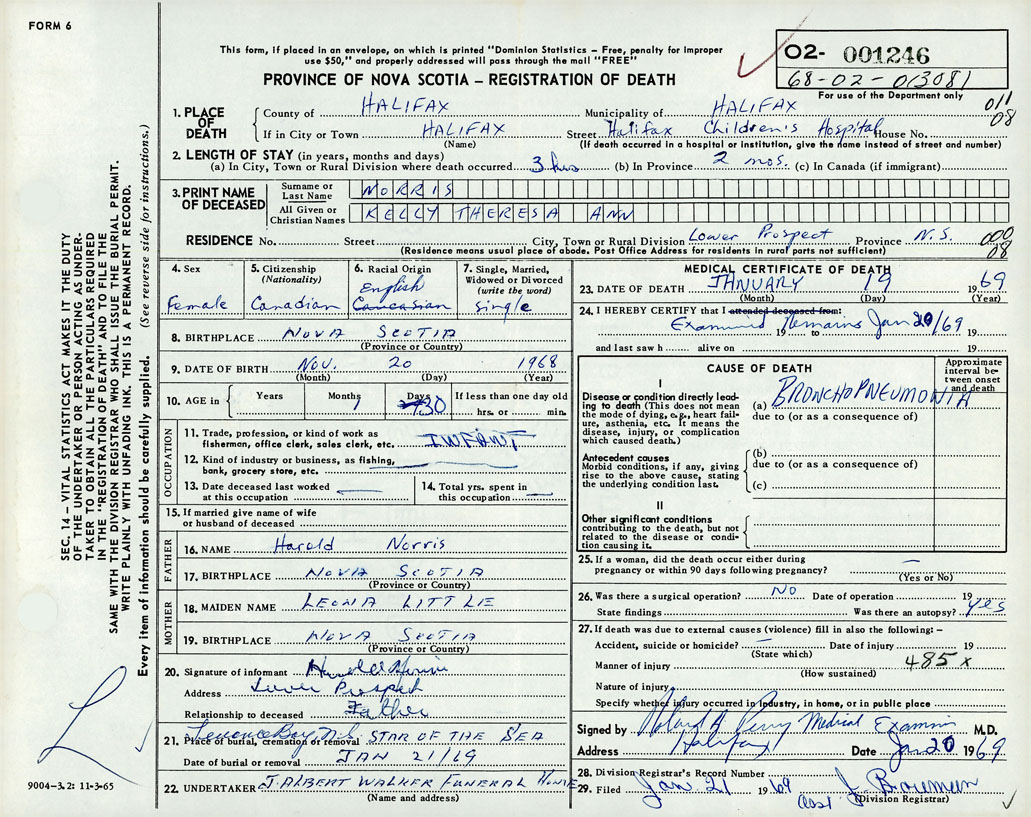 FORM 6
This form, if placed in an envelope, on which is printed "Dominion Statistics – Free, penalty for improper
use $50," and properly addressed will pass through the mail "FREE"
PROVINCE OF NOVA SCOTIA – REGISTRATION OF DEATH
02- 001246
68-02-013081
For use of the Department only
011
08
1. PLACE OF DEATH
County of HALIFAX Municipality of HALIFAX
If in City or Town HALIFAX Street Halifax Children's Hospital House No.
(Name) (If death occurred in a hospital or institution, give the name instead of street and number)
2. LENGTH OF STAY (in years, months and days)
(a) In City, Town or Rural Division where death occurred 3 hrs (b) In Province 2 mos. (c) In Canada (if immigrant)
3. PRINT NAME OF DECEASED
Surname or Last Name NORRIS
All Given or Christian Names KELLY THERESA ANN
RESIDENCE No. Street City, Town or Rural Division Lower Prospect Province N.S.
(Residence means usual place of abode. Post Office Address for residents in rural parts not sufficient)
000
08
4. Sex
Female
5. Citizenship
(Nationality)
Canadian
6. Racial Origin
English
Caucasian
7. Single, Married, Widowed or Divorced
(write the word)
Single
8. BIRTHPLACE NOVA SCOTIA
(Province or Country)
9. DATE OF BIRTH Nov. 20 1968
(Month) (Day) (Year)
10. AGE in Years Months Days If less than one day old
1 30 hrs. or min.
OCCUPATION
11. Trade, profession, or kind of work as
fisherman, office clerk, sales clerk, etc. INFANT
12. Kind of industry or business, as fishing,
bank, grocery store, etc.
13. Date deceased last worked
at this occupation
14. Total yrs. spent in
this occupation
15. If married give name of wife
or husband of deceased
FATHER
16. NAME Harold Norris
17. BIRTHPLACE NOVA SCOTIA
(Province or Country)
MOTHER
18. MAIDEN NAME LEONA LITTLE
19. BIRTHPLACE NOVA SCOTIA
(Province or Country)
20. Signature of informant Harold Norris
Address Lower Prospect
Relationship to deceased Father
21. Place of burial, cremation or removal Terence Bay, N.S. STAR OF THE SEA
Date of burial or removal JAN 21/69
22. UNDERTAKER J. ALBERT WALKER FUNERAL HOME
(Name and address)
MEDICAL CERTIFICATE OF DEATH
23. DATE OF DEATH JANUARY 19 1969
(Month) (Day) (Year)
24. I HEREBY CERTIFY that I attended deceased from:
Examined Remains Jan 20/69
19 to 19
and last saw h alive on 19
CAUSE OF DEATH
Approximate interval between onset and death
I
Disease or condition directly leading to death (This does not mean the mode of dying, e.g., heart failure, asthenia, etc. It means the disease, injury, or complication which caused death.)
(a) BRONCHOPNEUMONIA
due to (or as a consequence of)
Antecedent causes
Morbid conditions, if any, giving rise to the above cause, stating the underlying condition last.
(b)
due to (or as a consequence of)
(c)
II
Other significant conditions
contributing to the death, but not related to the disease or condition causing it.
25. If a woman, did the death occur either during
pregnancy or within 90 days following pregnancy? —
(Yes or No)
26. Was there a surgical operation? NO Date of operation 19
State findings Was there an autopsy? Yes
27. If death was due to external causes (violence) fill in also the following: –
Accident, suicide or homicide? — Date of injury 19
(State which)
Manner of injury 485 x
(How sustained)
Nature of injury
Specify whether injury occurred in industry, in home, or in public place
Signed by Roland A Perry Medical Examiner M.D.
Address Halifax Date Jan 20 1969
28. Division Registrar's Record Number
29. Filed Jan. 21 1969
(Division Registrar)
SEC. 14 – VITAL STATISTICS ACT MAKES IT THE DUTY
OF THE UNDERTAKER OR PERSON ACTING AS UNDER-
TAKER TO OBTAIN ALL THE PARTICULARS REQUIRED
IN THE "REGISTRATION OF DEATH" AND TO FILE THE
SAME WITH THE DIVISION REGISTRAR WHO SHALL ISSUE THE BURIAL PERMIT.
WRITE PLAINLY WITH UNFADING INK. THIS IS A PERMANENT RECORD.
Every item of information should be carefully supplied. (See reverse side for instructions.)
9004-3.2: 11-3-65